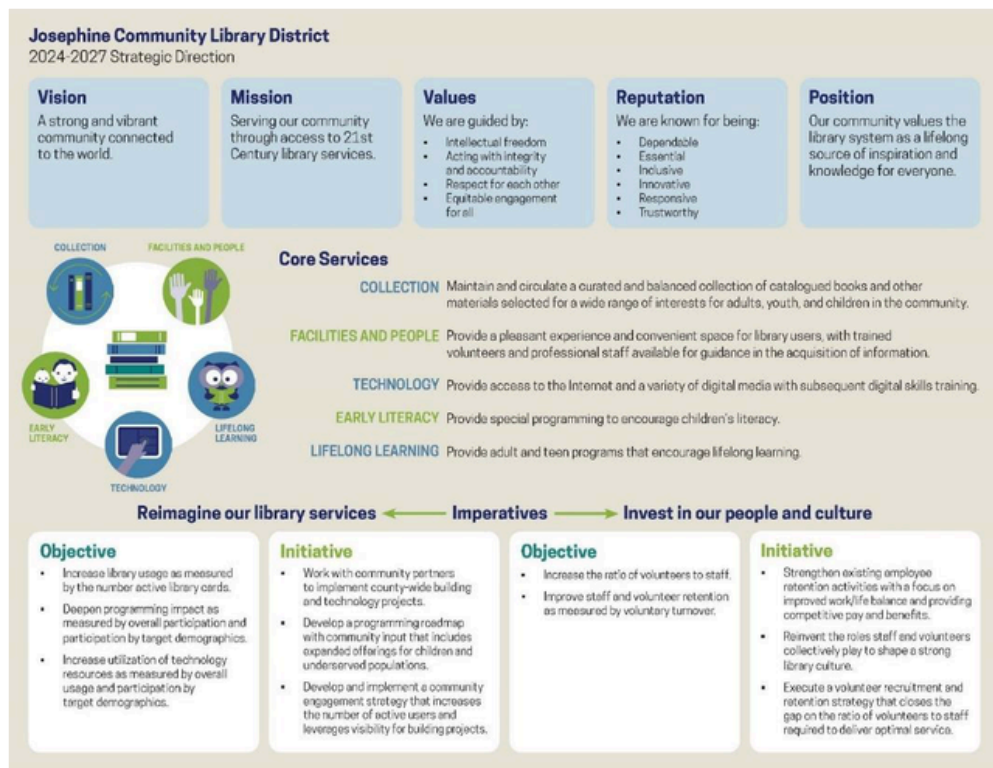 Josephine Community Library District
2024-2027 Strategic Direction
Vision
A strong and vibrant
community connected
to the world.
Mission
Serving our community
through access to 21st
Century library services.
Values
We are guided by:
• Intellectual freedom
• Acting with integrity
and accountability
• Respect for each other
• Equitable engagement
for all
Reputation
We are known for being:
• Dependable
• Essential
• Inclusive
• Innovative
• Responsive
• Trustworthy
Position
Our community values the
library system as a lifelong
source of inspiration and
knowledge for everyone.
COLLECTION
FACILITIES AND PEOPLE
EARLY
LITERACY
LIFELONG
LEARNING
TECHNOLOGY
Core Services
COLLECTION Maintain and circulate a curated and balanced collection of catalogued books and other
materials selected for a wide range of interests for adults, youth, and children in the community.
FACILITIES AND PEOPLE Provide a pleasant experience and convenient space for library users, with trained
volunteers and professional staff available for guidance in the acquisition of information.
TECHNOLOGY Provide access to the Internet and a variety of digital media with subsequent digital skills training.
EARLY LITERACY Provide special programming to encourage children's literacy.
LIFELONG LEARNING Provide adult and teen programs that encourage lifelong learning.
Reimagine our library services Imperatives Invest in our people and culture
Objective
• Increase library usage as measured
by the number active library cards.
• Deepen programming impact as
measured by overall participation and
participation by target demographics.
• Increase utilization of technology
resources as measured by overall
usage and participation by
target demographics.
Initiative
• Work with community partners
to implement county-wide building
and technology projects.
• Develop a programming roadmap
with community input that includes
expanded offerings for children and
underserved populations.
• Develop and implement a community
engagement strategy that increases
the number of active users and
leverages visibility for building projects.
Objective
• Increase the ratio of volunteers to staff.
• Improve staff and volunteer retention
as measured by voluntary turnover.
Initiative
• Strengthen existing employee
retention activities with a focus on
improved work/life balance and providing
competitive pay and benefits.
• Reinvent the roles staff and volunteers
collectively play to shape a strong
library culture.
• Execute a volunteer recruitment and
retention strategy that closes the
gap on the ratio of volunteers to staff
required to deliver optimal service.